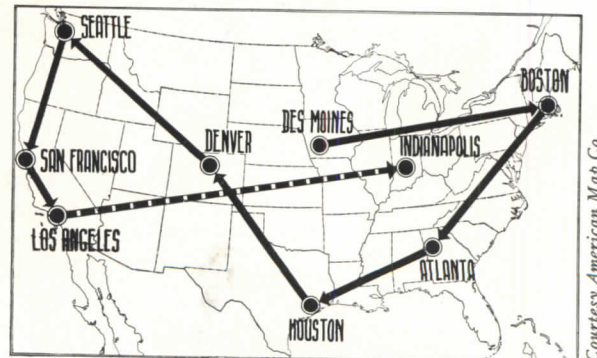 SEATTLE
BOSTON
DES MOINES
DENVER
INDIANAPOLIS
SAN FRANCISCO
LOS ANGELES
ATLANTA
HOUSTON
Courtesy American Map Co.